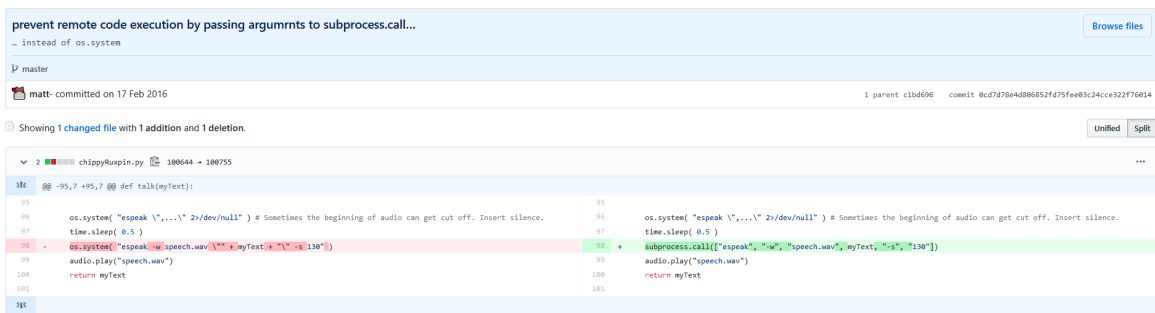 prevent remote code execution by passing argumrnts to subprocess.call...
Browse files
… instead of os.system
master
matt- committed on 17 Feb 2016
1 parent c1bd696 commit 0cd7d78e4d806852fd75fee03c24cce322f76014
Showing 1 changed file with 1 addition and 1 deletion.
Unified Split
2 chippyRuxpin.py 100644 → 100755
@@ -95,7 +95,7 @@ def talk(myText):
95
96 os.system( "espeak \",...\" 2>/dev/null" ) # Sometimes the beginning of audio can get cut off. Insert silence.
97 time.sleep( 0.5 )
98 - os.system( "espeak -w speech.wav \"" + myText + "\" -s 130" )
99 audio.play("speech.wav")
100 return myText
101
95
96 os.system( "espeak \",...\" 2>/dev/null" ) # Sometimes the beginning of audio can get cut off. Insert silence.
97 time.sleep( 0.5 )
98 + subprocess.call(["espeak", "-w", "speech.wav", myText, "-s", "130"])
99 audio.play("speech.wav")
100 return myText
101